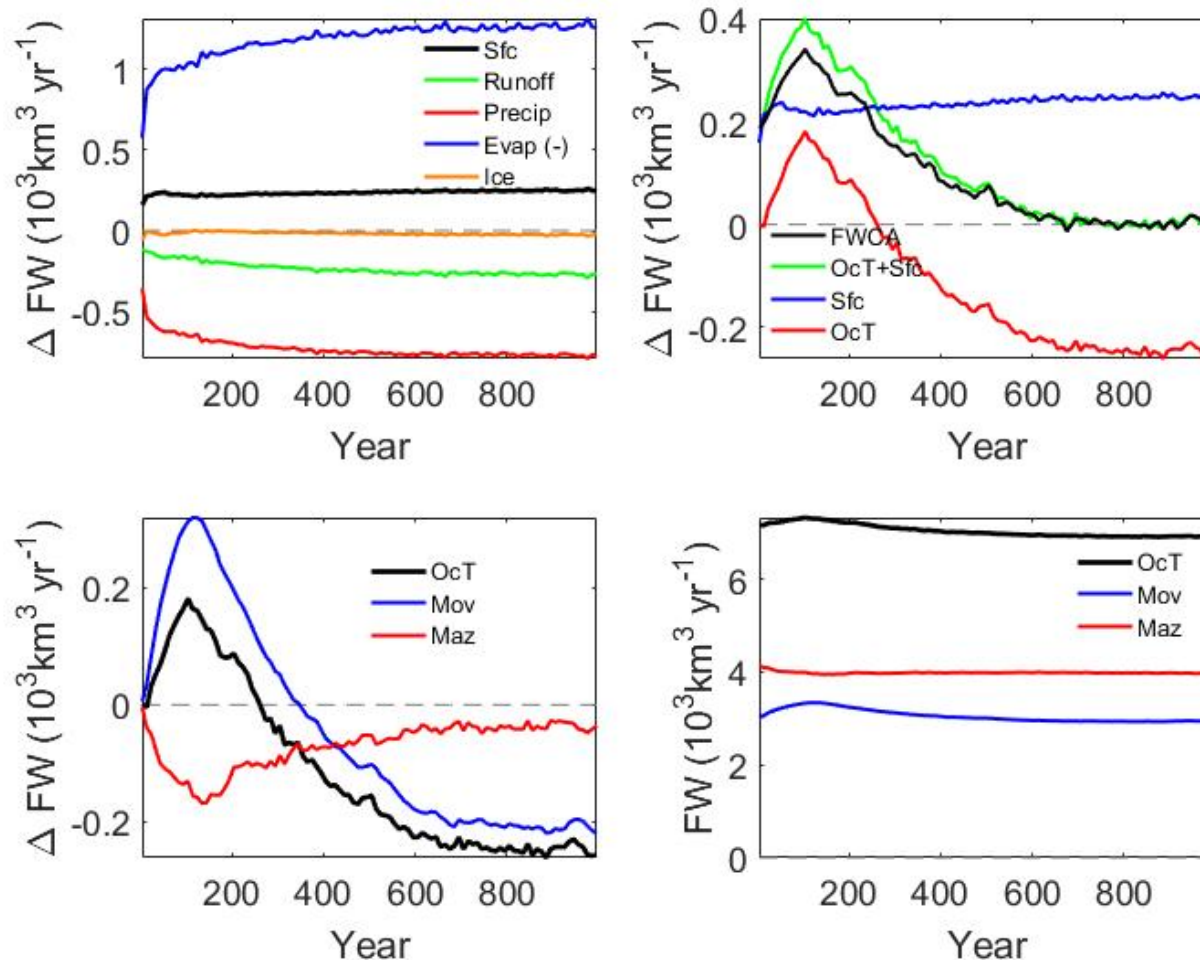 Δ FW (10³km³ yr⁻¹)
1
0.5
0
-0.5
Sfc
Runoff
Precip
Evap (-)
Ice
200 400 600 800
Year
Δ FW (10³km³ yr⁻¹)
0.4
0.2
0
-0.2
FWCA
OcT+Sfc
Sfc
OcT
200 400 600 800
Year
Δ FW (10³km³ yr⁻¹)
0.2
0
-0.2
OcT
Mov
Maz
200 400 600 800
Year
FW (10³km³ yr⁻¹)
6
4
2
0
OcT
Mov
Maz
200 400 600 800
Year